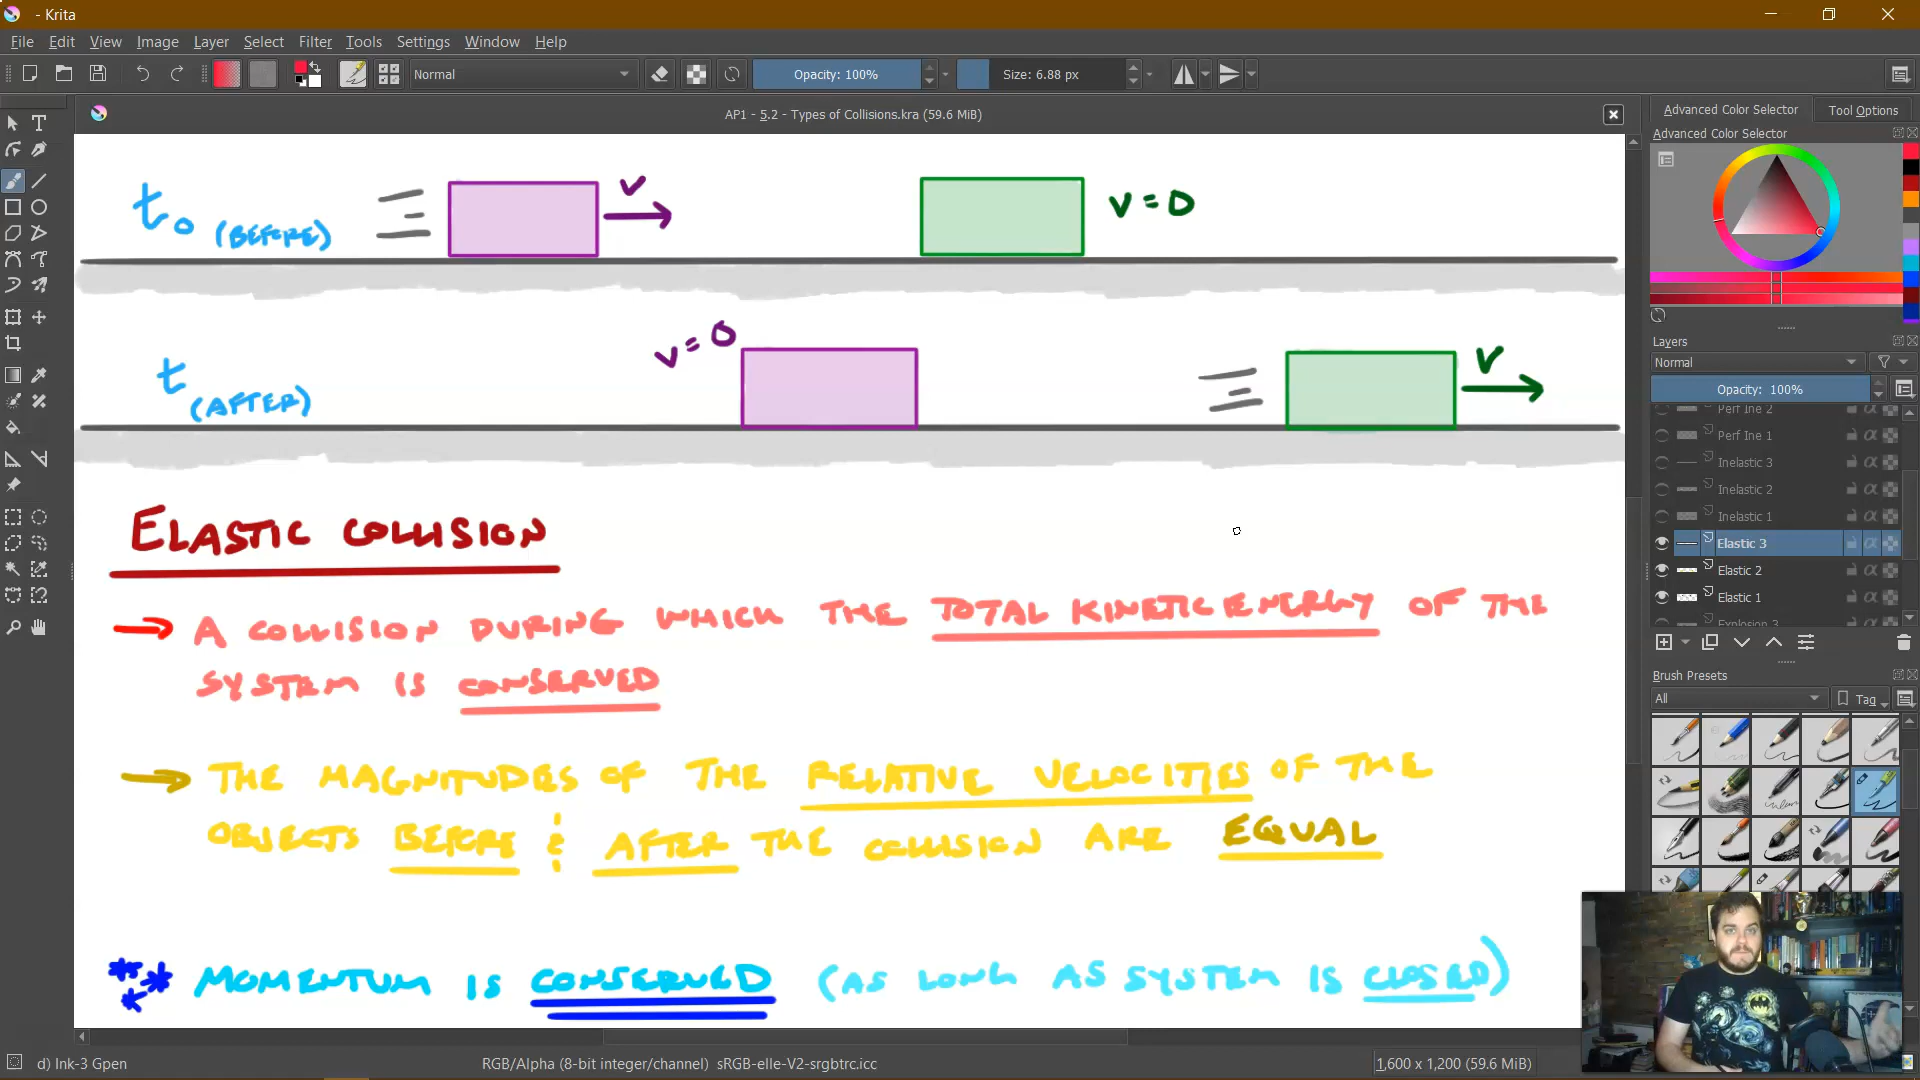 - Krita
File Edit View Image Layer Select Filter Tools Settings Window Help
Normal Opacity: 100% Size: 6.88 px
AP1 - 5.2 - Types of Collisions.kra (59.6 MiB)
Advanced Color Selector Tool Options
Advanced Color Selector
t₀ (BEFORE) v v=0
v=0 v
t (AFTER)
ELASTIC COLLISION
→ A COLLISION DURING WHICH THE TOTAL KINETIC ENERGY OF THE
SYSTEM IS CONSERVED
→ THE MAGNITUDES OF THE RELATIVE VELOCITIES OF THE
OBJECTS BEFORE & AFTER THE COLLISION ARE EQUAL
*** MOMENTUM IS CONSERVED (AS LONG AS SYSTEM IS CLOSED)
Layers
Normal
Opacity: 100%
Perf Ine 2
Perf Ine 1
Inelastic 3
Inelastic 2
Inelastic 1
Elastic 3
Elastic 2
Elastic 1
Explosion 3
Brush Presets
All Tag
d) Ink-3 Gpen
RGB/Alpha (8-bit integer/channel) sRGB-elle-V2-srgbtrc.icc
1,600 x 1,200 (59.6 MiB)